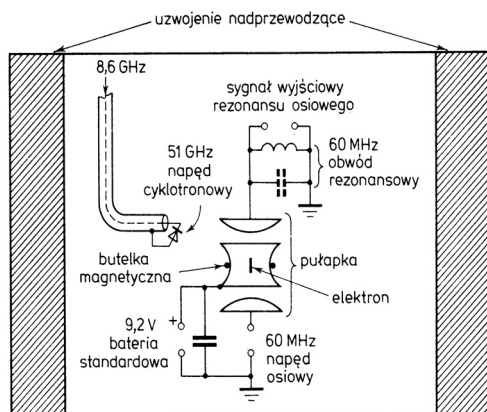 uzwojenie nadprzewodzące
8,6 GHz
sygnał wyjściowy
rezonansu osiowego
51 GHz
napęd
cyklotronowy
60 MHz
obwód
rezonansowy
butelka
magnetyczna
pułapka
elektron
9,2 V
bateria
standardowa
+
60 MHz
napęd
osiowy